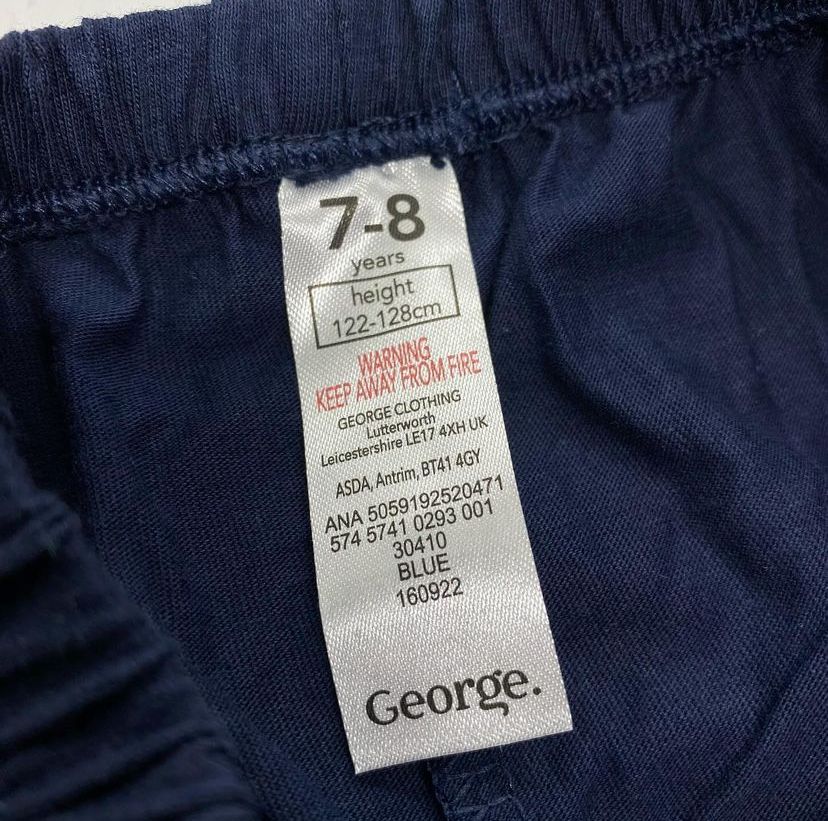 7-8
years
height
122-128cm
WARNING
KEEP AWAY FROM FIRE
GEORGE CLOTHING
Lutterworth
Leicestershire LE17 4XH UK
ASDA, Antrim, BT41 4GY
ANA 5059192520471
574 5741 0293 001
30410
BLUE
160922
George.